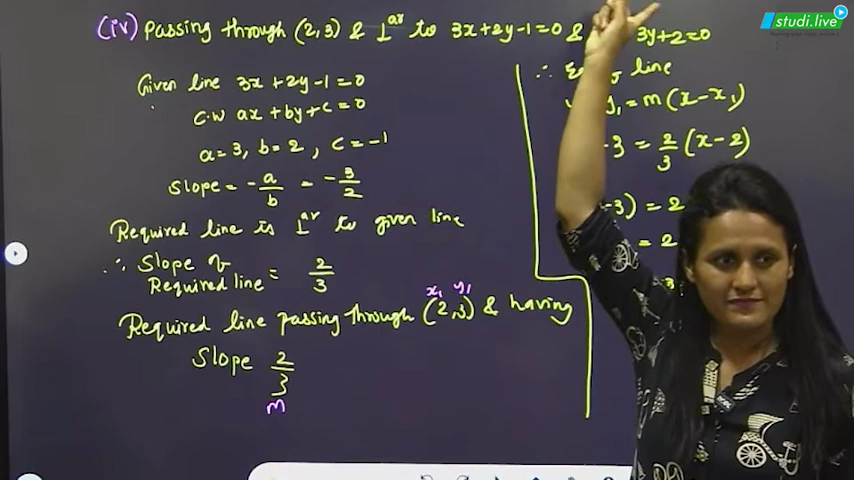 (iv) Passing through (2,3) & ⊥ar to 3x+2y-1=0 & 3y+2=0
Given line 3x+2y-1=0
C.W ax+by+c=0
a=3, b=2, c=-1
Slope = -a/b = -3/2
Required line is ⊥ar to given line
∴ Slope of Required line = 2/3
x₁ y₁
Required line passing through (2,3) & having
Slope 2/3
m
line
y₁ = m(x-x₁)
-3 = 2/3 (x-2)
-3) = 2
= 2
studi.live